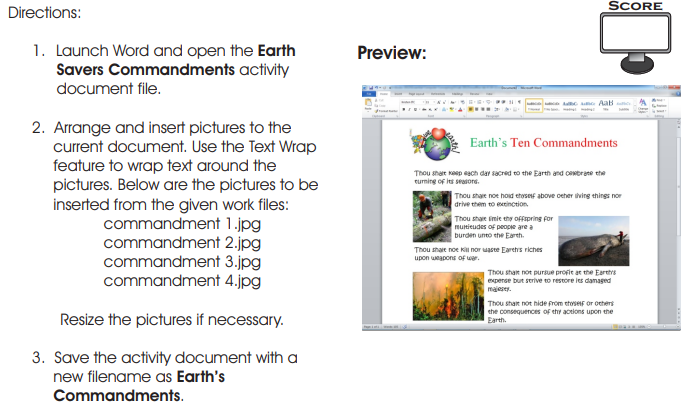 SCORE
Directions:
1. Launch Word and open the Earth
Savers Commandments activity
document file.
2. Arrange and insert pictures to the
current document. Use the Text Wrap
feature to wrap text around the
pictures. Below are the pictures to be
inserted from the given work files:
commandment 1.jpg
commandment 2.jpg
commandment 3.jpg
commandment 4.jpg
Resize the pictures if necessary.
3. Save the activity document with a
new filename as Earth's
Commandments.
Preview:
Earth's Ten Commandments
Thou shalt keep each day sacred to the Earth and celebrate the
turning of its seasons.
Thou shalt not hold thyself above other living things nor
drive them to extinction.
Thou shalt limit thy offspring for
multitudes of people are a
burden unto the Earth.
Thou shalt not kill nor waste Earth's riches
upon weapons of war.
Thou shalt not pursue profit at the Earth's
expense but strive to restore its damaged
majesty.
Thou shalt not hide from thyself or others
the consequences of thy actions upon the
Earth.